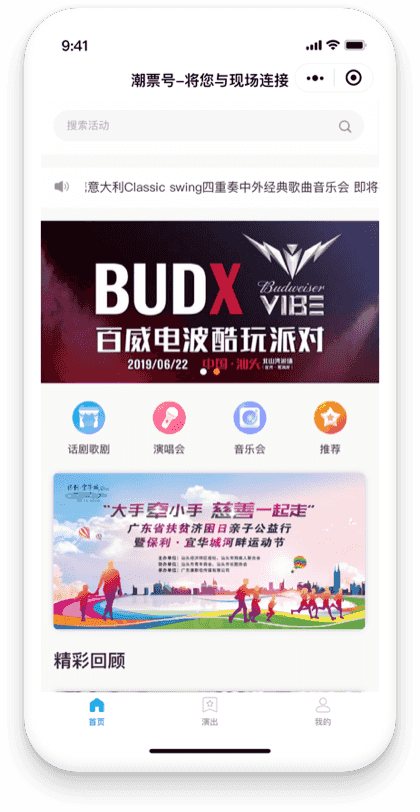 9:41
潮票号-将您与现场连接
搜索活动
意大利Classic swing四重奏中外经典歌曲音乐会 即将
BUDX
Budweiser
VIBE
百威电波酷玩派对
2019/06/22 中国·汕头
话剧歌剧 演唱会 音乐会 推荐
“大手牵小手 慈善一起走”
广东省扶贫济困日亲子公益行
暨保利·宜华城河畔运动节
精彩回顾
首页 演出 我的